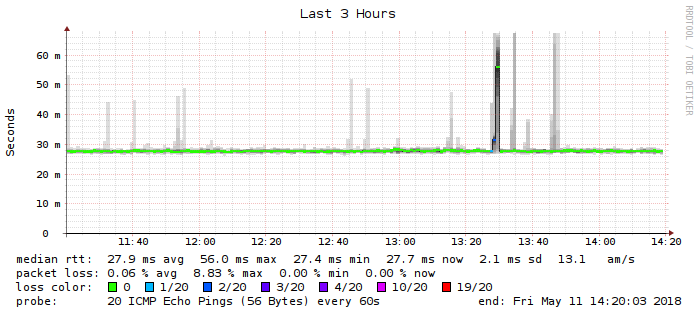 Last 3 Hours
RRDTOOL / TOBI OETIKER
Seconds
60 m
50 m
40 m
30 m
20 m
10 m
0
11:40 12:00 12:20 12:40 13:00 13:20 13:40 14:00 14:20
median rtt: 27.9 ms avg 56.0 ms max 27.4 ms min 27.7 ms now 2.1 ms sd 13.1 am/s
packet loss: 0.06 % avg 8.83 % max 0.00 % min 0.00 % now
loss color: 0 1/20 2/20 3/20 4/20 10/20 19/20
probe: 20 ICMP Echo Pings (56 Bytes) every 60s end: Fri May 11 14:20:03 2018